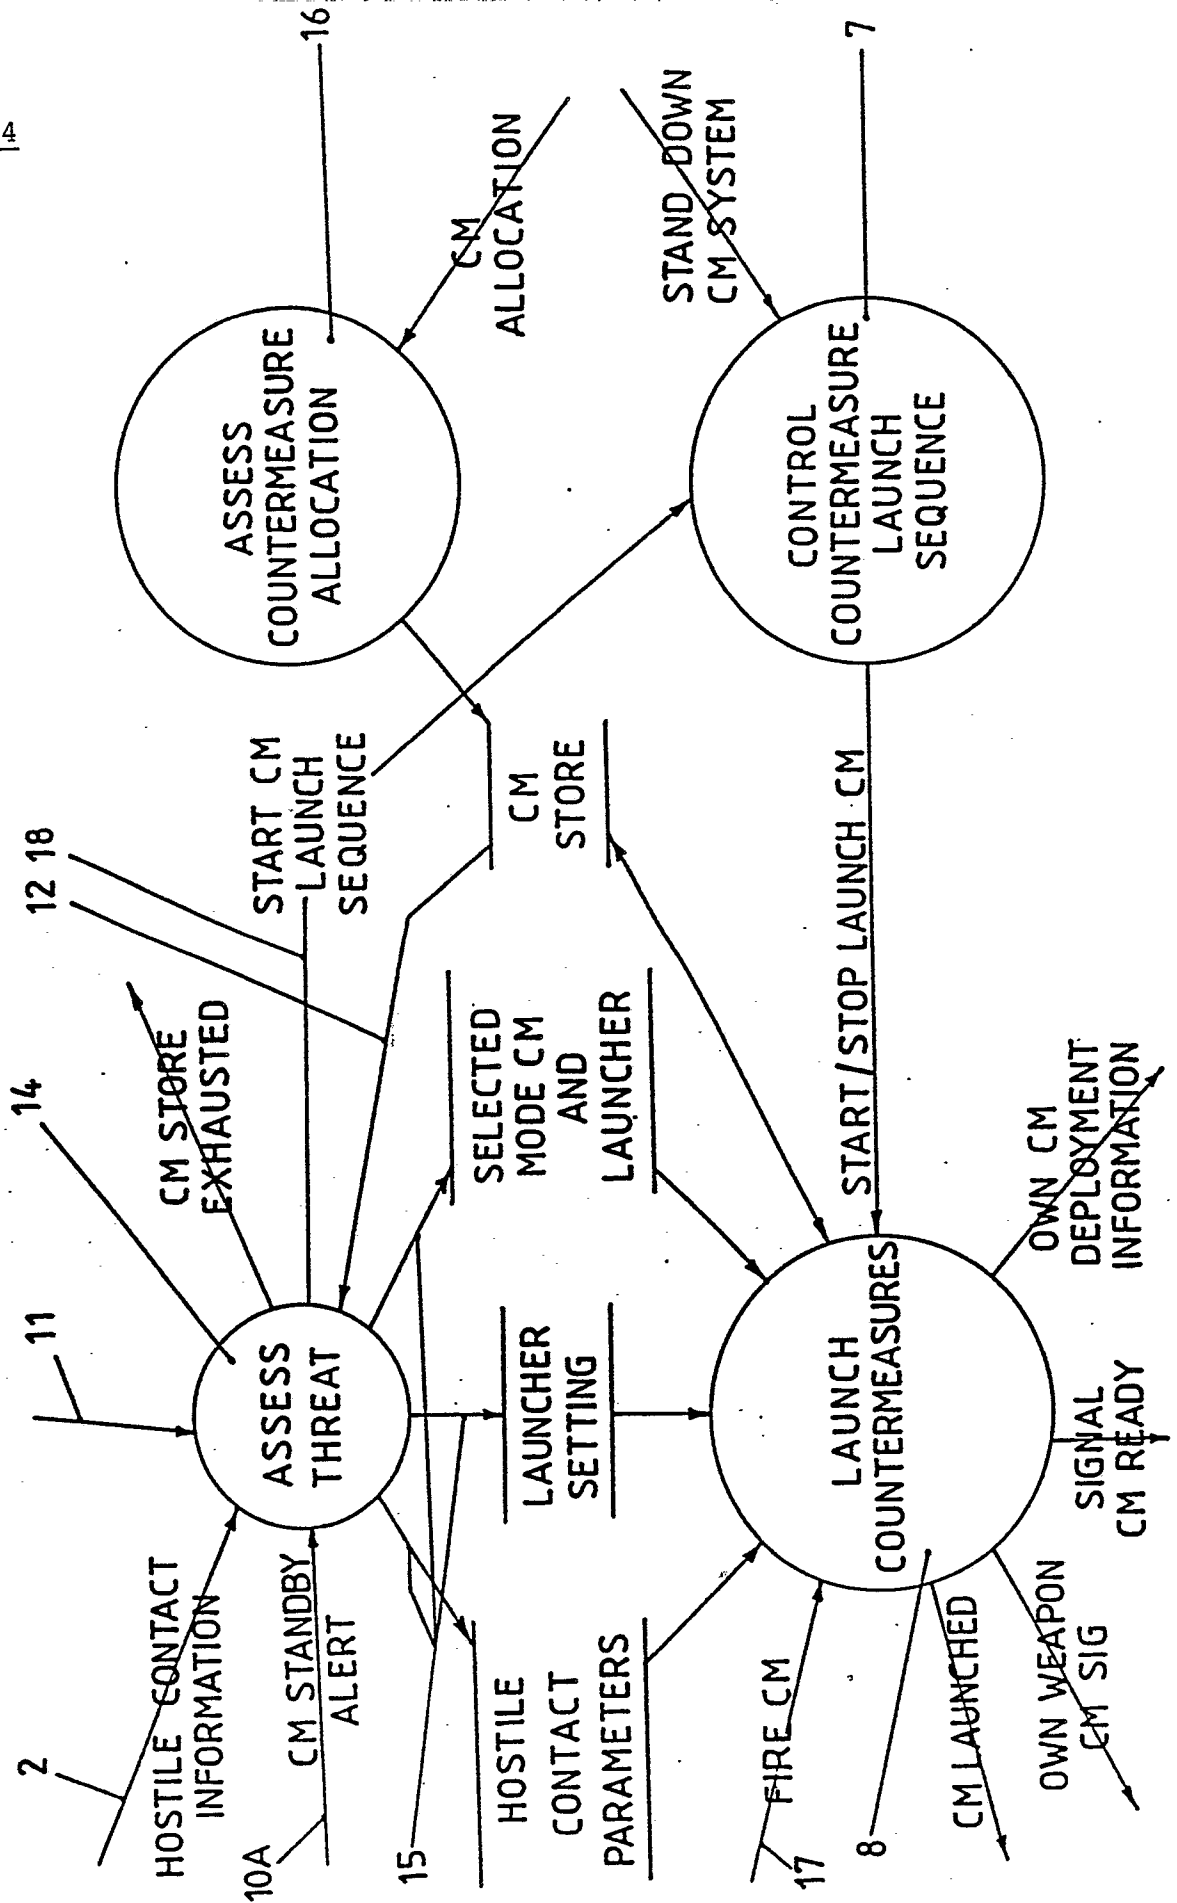 4
2
HOSTILE CONTACT
INFORMATION
10A
CM STANDBY
ALERT
11
14
CM STORE
EXHAUSTED
12 18
START CM
LAUNCH
SEQUENCE
16
ASSESS
THREAT
ASSESS
COUNTERMEASURE
ALLOCATION
CM
ALLOCATION
15
HOSTILE
CONTACT
PARAMETERS
LAUNCHER
SETTING
SELECTED
MODE CM
AND
LAUNCHER
CM
STORE
STAND DOWN
CM SYSTEM
7
17
FIRE CM
8
LAUNCH
COUNTERMEASURES
START/STOP LAUNCH CM
CONTROL
COUNTERMEASURE
LAUNCH
SEQUENCE
CM LAUNCHED
OWN WEAPON
CM SIG
SIGNAL
CM READY
OWN CM
DEPLOYMENT
INFORMATION